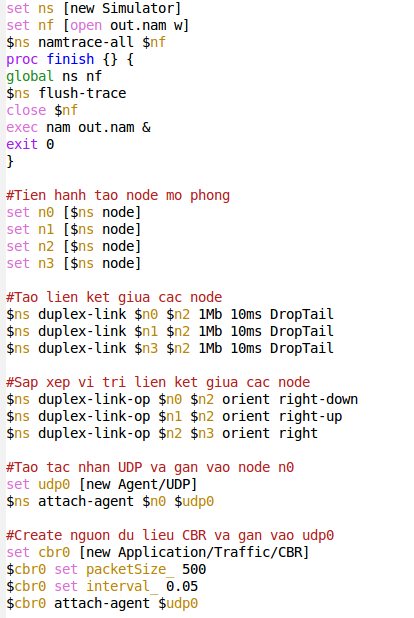 set ns [new Simulator]
set nf [open out.nam w]
$ns namtrace-all $nf
proc finish {} {
global ns nf
$ns flush-trace
close $nf
exec nam out.nam &
exit 0
}
#Tien hanh tao node mo phong
set n0 [$ns node]
set n1 [$ns node]
set n2 [$ns node]
set n3 [$ns node]
#Tao lien ket giua cac node
$ns duplex-link $n0 $n2 1Mb 10ms DropTail
$ns duplex-link $n1 $n2 1Mb 10ms DropTail
$ns duplex-link $n3 $n2 1Mb 10ms DropTail
#Sap xep vi tri lien ket giua cac node
$ns duplex-link-op $n0 $n2 orient right-down
$ns duplex-link-op $n1 $n2 orient right-up
$ns duplex-link-op $n2 $n3 orient right
#Tao tac nhan UDP va gan vao node n0
set udp0 [new Agent/UDP]
$ns attach-agent $n0 $udp0
#Create nguon du lieu CBR va gan vao udp0
set cbr0 [new Application/Traffic/CBR]
$cbr0 set packetSize_ 500
$cbr0 set interval_ 0.05
$cbr0 attach-agent $udp0